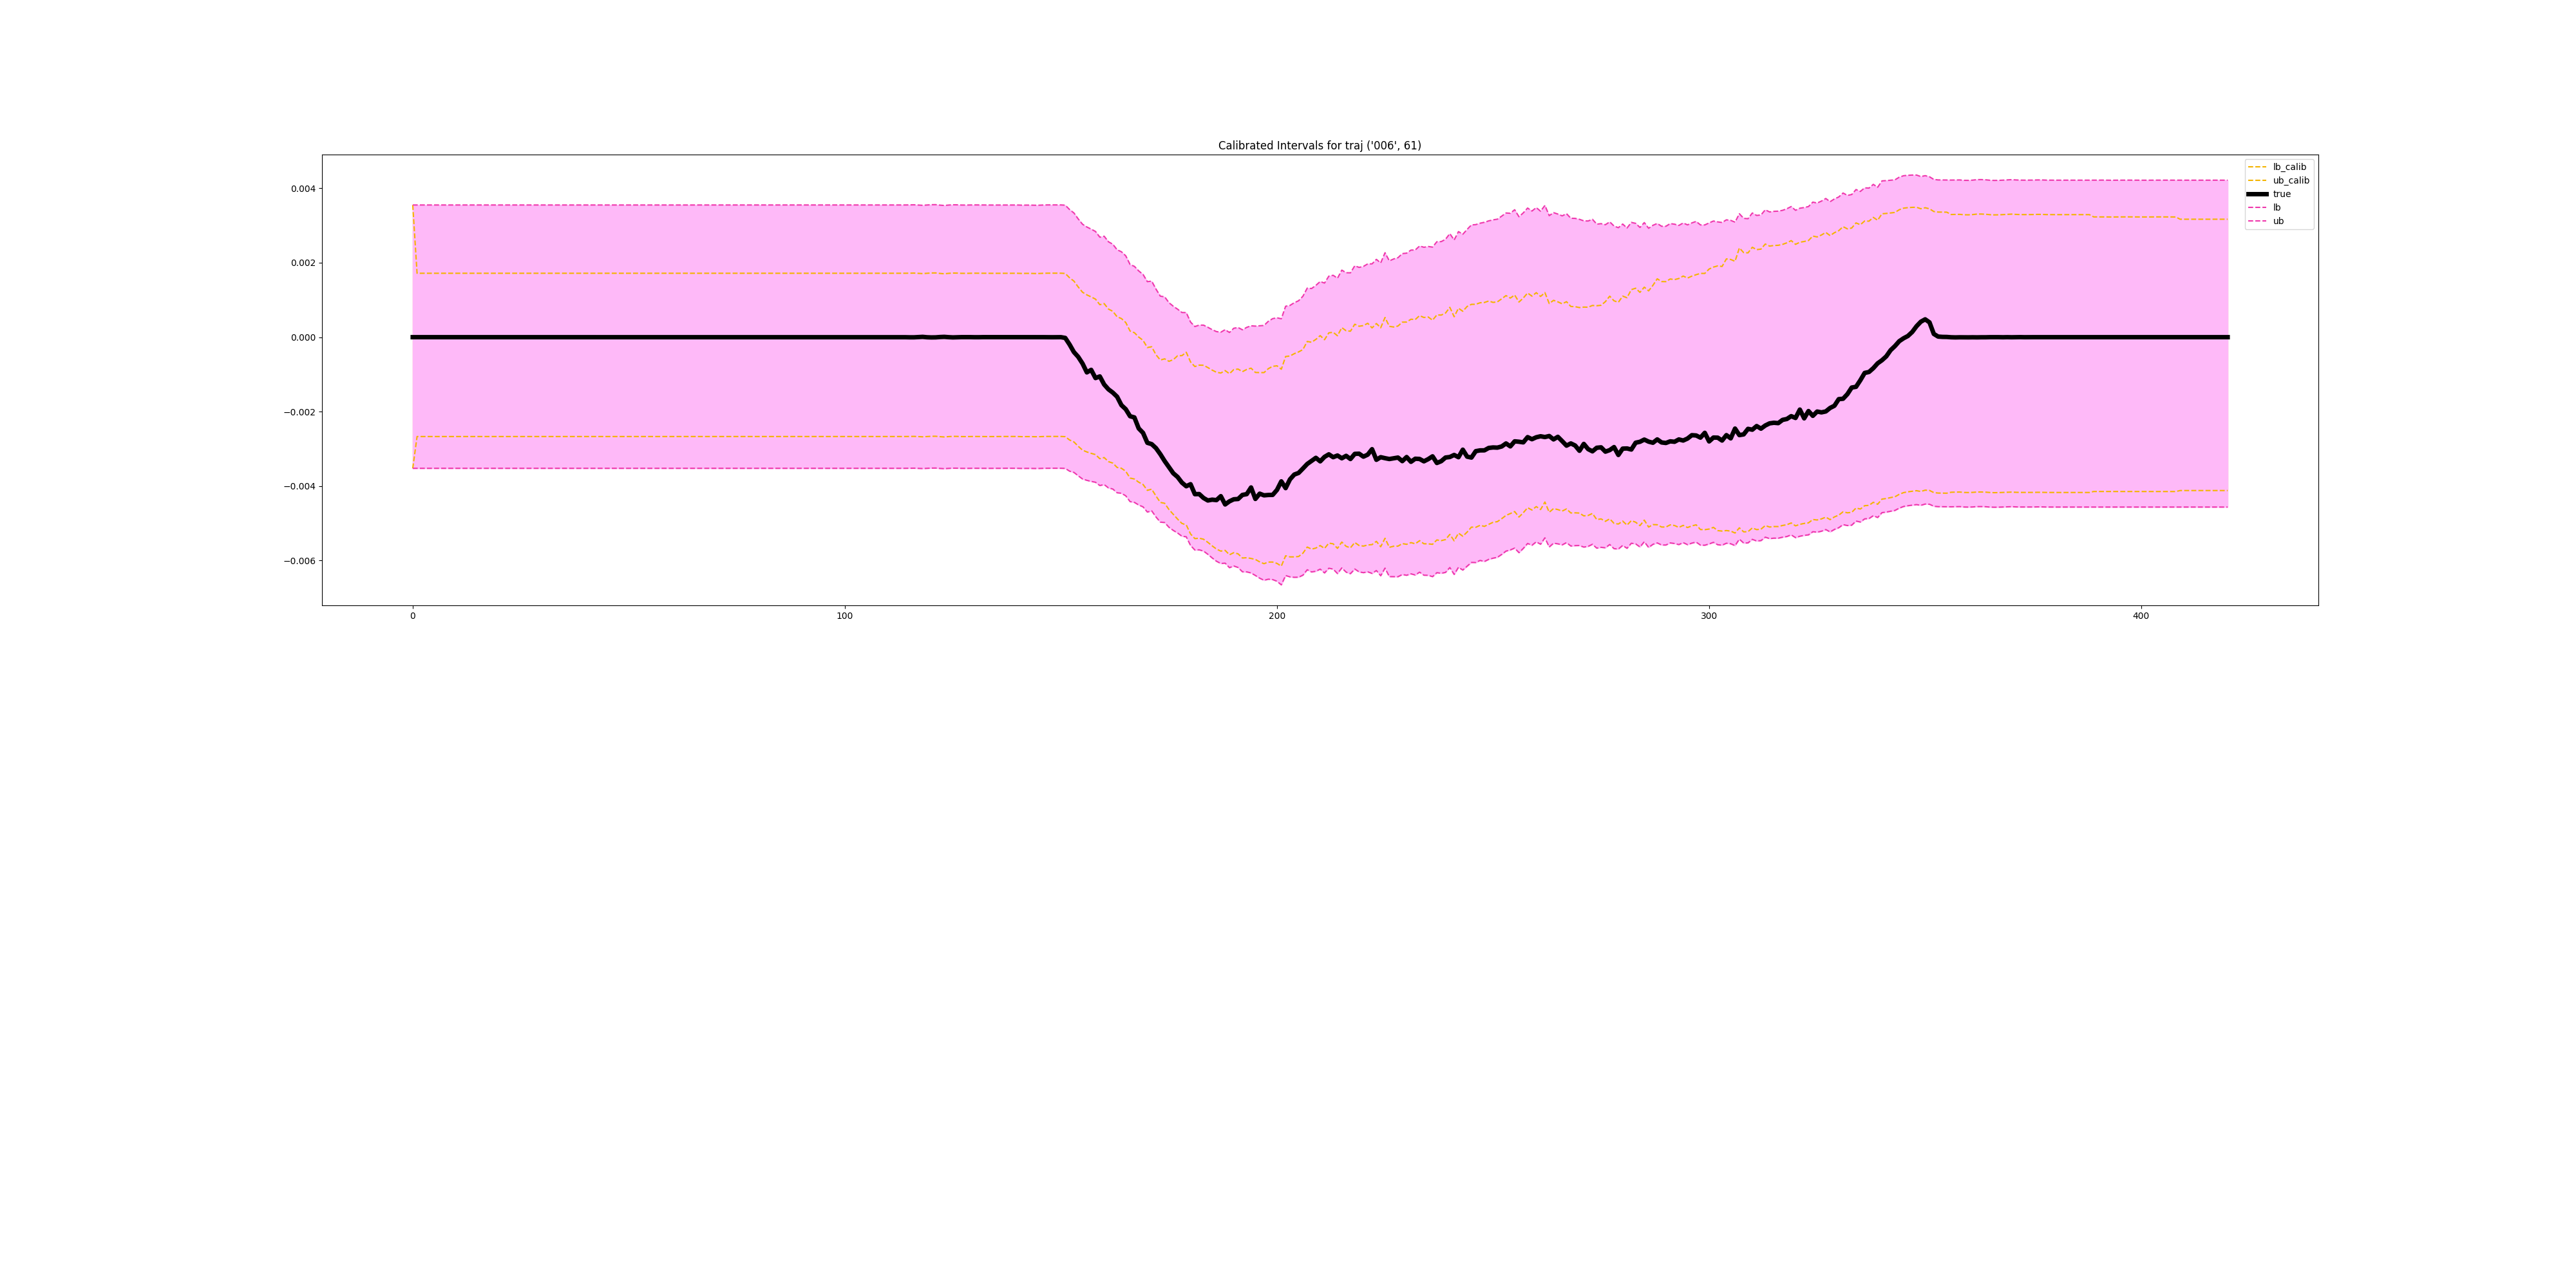 Calibrated Intervals for traj ('006', 61)
0.004
0.002
0.000
−0.002
−0.004
−0.006
0
100
200
300
400
lb_calib
ub_calib
true
lb
ub